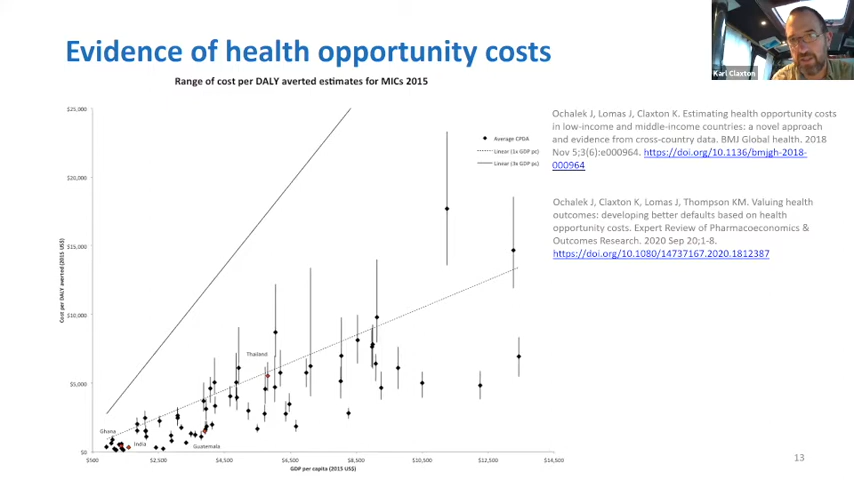 Evidence of health opportunity costs
Karl Claxton
Range of cost per DALY averted estimates for MICs 2015
$25,000
$20,000
$15,000
$10,000
$5,000
$0
Cost per DALY averted (2015 US$)
Average CPDA
Linear (1x GDP pc)
Linear (3x GDP pc)
Thailand
Ghana
India
Guatemala
$500
$2,500
$4,500
$6,500
$8,500
$10,500
$12,500
$14,500
GDP per capita (2015 US$)
Ochalek J, Lomas J, Claxton K. Estimating health opportunity costs
in low-income and middle-income countries: a novel approach
and evidence from cross-country data. BMJ Global health. 2018
Nov 5;3(6):e000964. https://doi.org/10.1136/bmjgh-2018-
000964
Ochalek J, Claxton K, Lomas J, Thompson KM. Valuing health
outcomes: developing better defaults based on health
opportunity costs. Expert Review of Pharmacoeconomics &
Outcomes Research. 2020 Sep 20;1-8.
https://doi.org/10.1080/14737167.2020.1812387
13